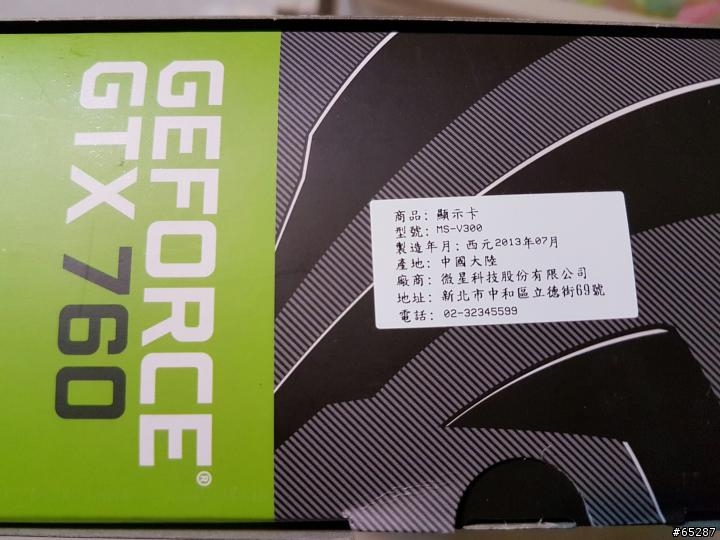 GEFORCE®
GTX 760
商品: 顯示卡
型號: MS-V300
製造年月: 西元2013年07月
產地: 中國大陸
廠商: 微星科技股份有限公司
地址: 新北市中和區立德街69號
電話: 02-32345599
#65287